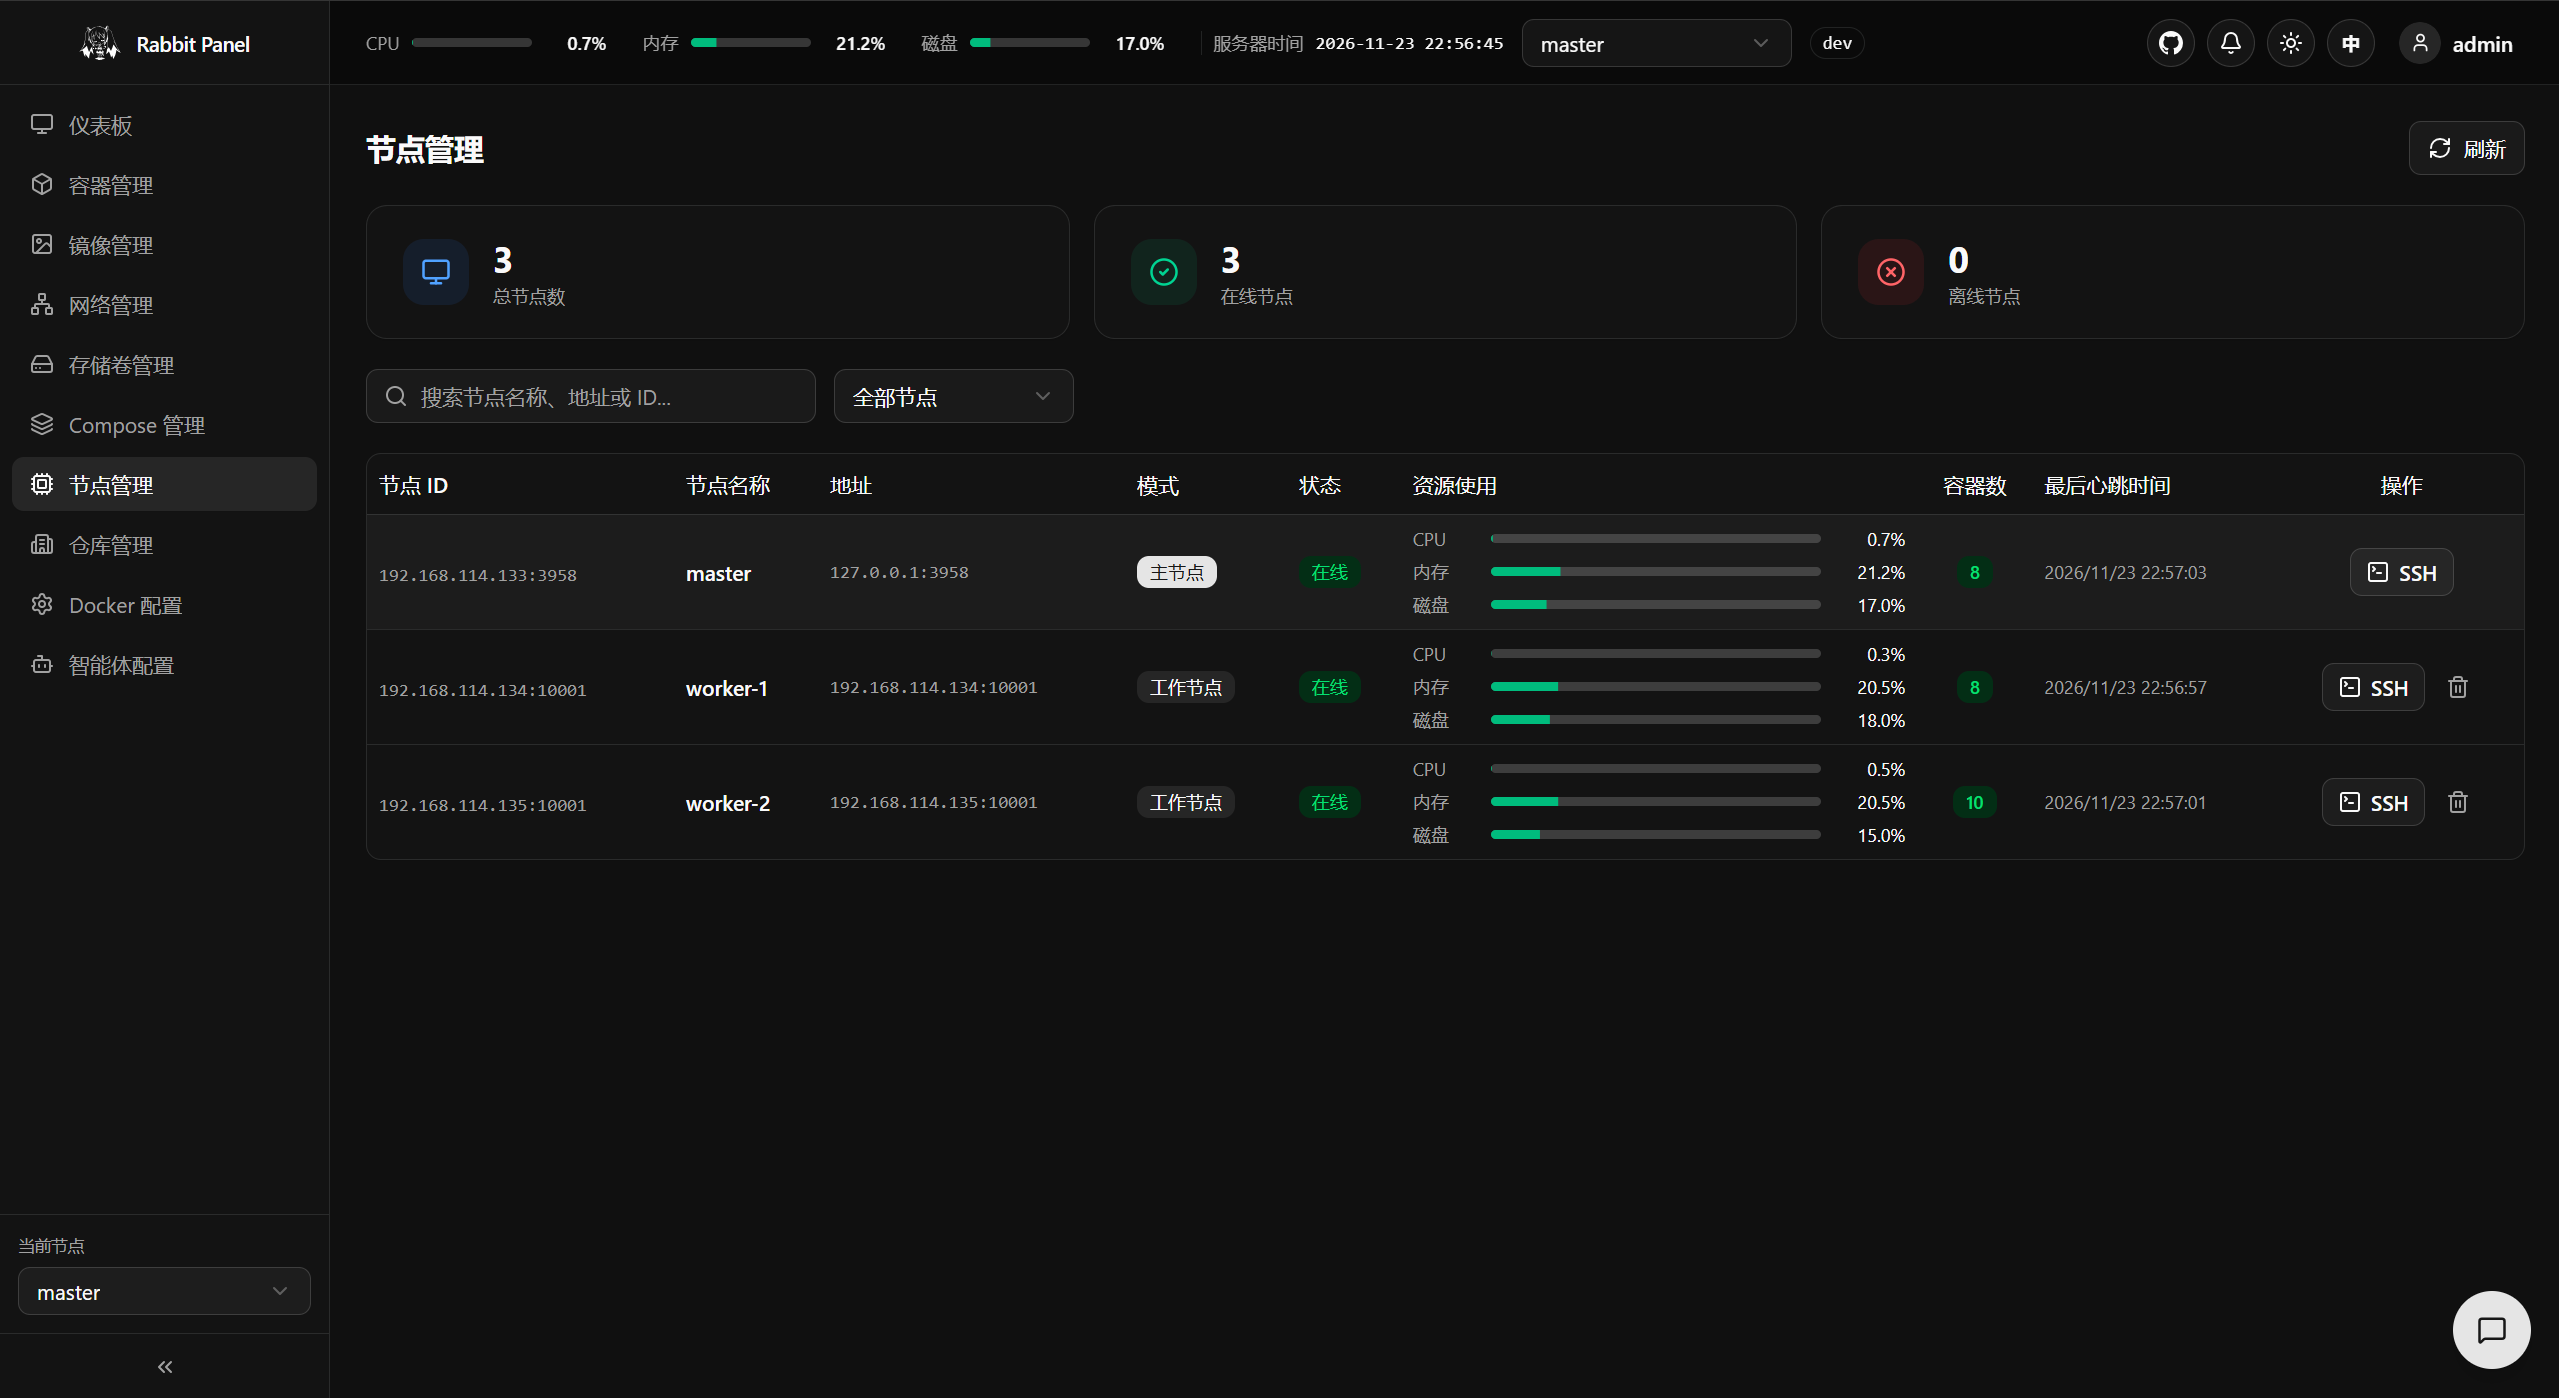 Rabbit Panel
CPU 0.7% 内存 21.2% 磁盘 17.0% 服务器时间 2026-11-23 22:56:45 master dev 中 admin
仪表板
容器管理
镜像管理
网络管理
存储卷管理
Compose 管理
节点管理
仓库管理
Docker 配置
智能体配置
当前节点
master
节点管理
刷新
3
总节点数
3
在线节点
0
离线节点
搜索节点名称、地址或 ID...
全部节点
节点 ID 节点名称 地址 模式 状态 资源使用 容器数 最后心跳时间 操作
192.168.114.133:3958 master 127.0.0.1:3958 主节点 在线
CPU 0.7%
内存 21.2%
磁盘 17.0%
8 2026/11/23 22:57:03 SSH
192.168.114.134:10001 worker-1 192.168.114.134:10001 工作节点 在线
CPU 0.3%
内存 20.5%
磁盘 18.0%
8 2026/11/23 22:56:57 SSH
192.168.114.135:10001 worker-2 192.168.114.135:10001 工作节点 在线
CPU 0.5%
内存 20.5%
磁盘 15.0%
10 2026/11/23 22:57:01 SSH